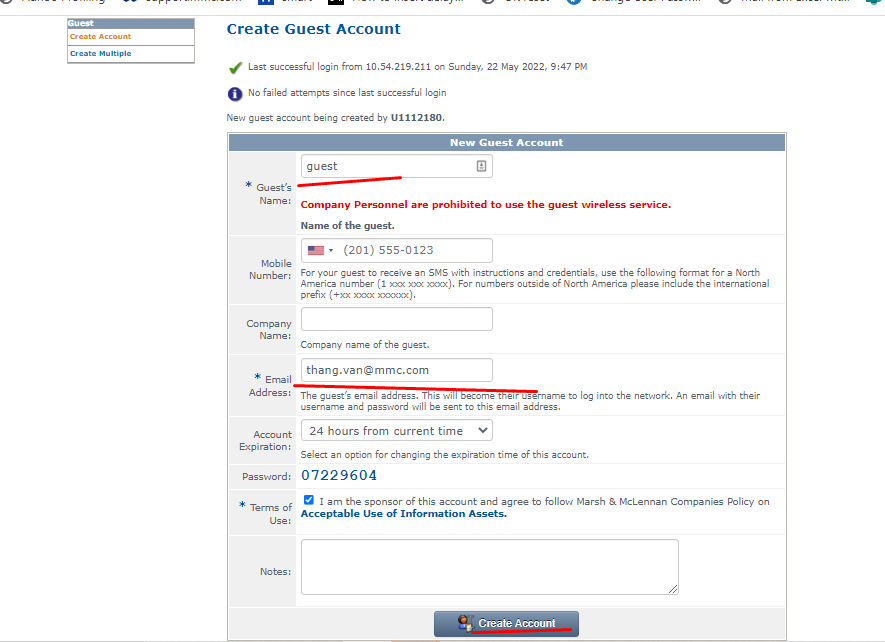 Guest
Create Account
Create Multiple
Create Guest Account
Last successful login from 10.54.219.211 on Sunday, 22 May 2022, 9:47 PM
No failed attempts since last successful login
New guest account being created by U1112180.
New Guest Account
* Guest's Name:
guest
Company Personnel are prohibited to use the guest wireless service.
Name of the guest.
Mobile Number:
(201) 555-0123
For your guest to receive an SMS with instructions and credentials, use the following format for a North
America number (1 xxx xxx xxxx). For numbers outside of North America please include the international
prefix (+xx xxxx xxxxxx).
Company Name:
Company name of the guest.
* Email Address:
thang.van@mmc.com
The guest's email address. This will become their username to log into the network. An email with their
username and password will be sent to this email address.
Account Expiration:
24 hours from current time
Select an option for changing the expiration time of this account.
Password:
07229604
* Terms of Use:
I am the sponsor of this account and agree to follow Marsh & McLennan Companies Policy on
Acceptable Use of Information Assets.
Notes:
Create Account